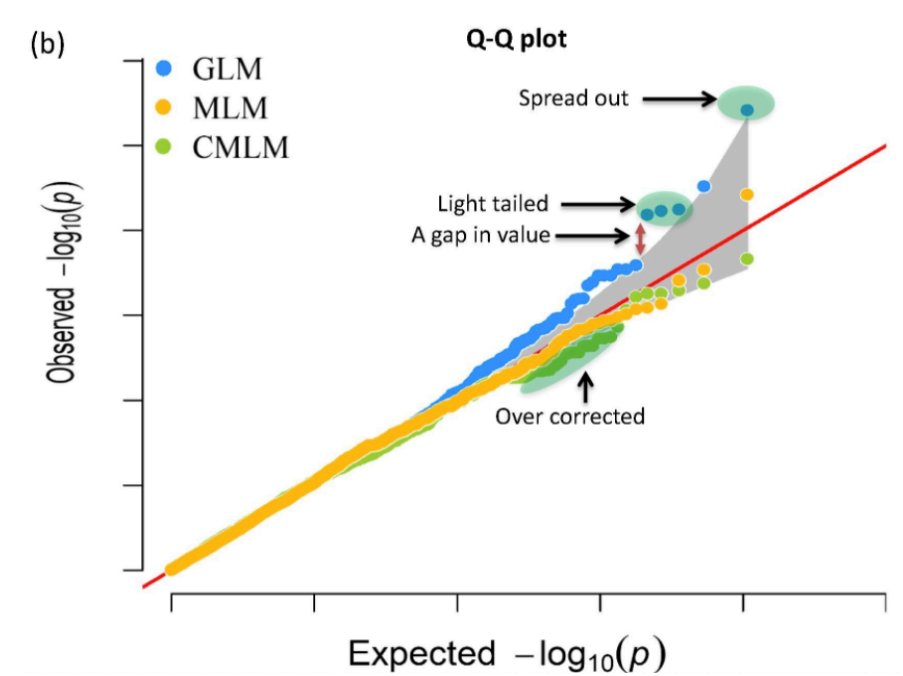 (b)
Q-Q plot
GLM
MLM
CMLM
Spread out
Light tailed
A gap in value
Over corrected
Observed −log₁₀(p)
Expected −log₁₀(p)